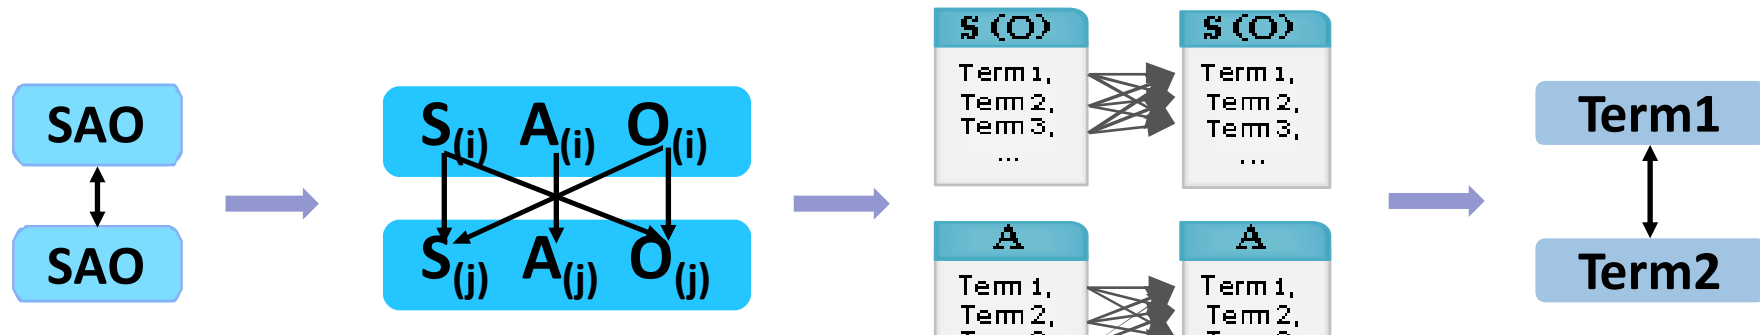 SAO
SAO
S(i) A(i) O(i)
S(j) A(j) O(j)
S (O)
Term 1,
Term 2,
Term 3,
...
S (O)
Term 1,
Term 2,
Term 3,
...
A
Term 1,
Term 2,
A
Term 1,
Term 2,
Term1
Term2